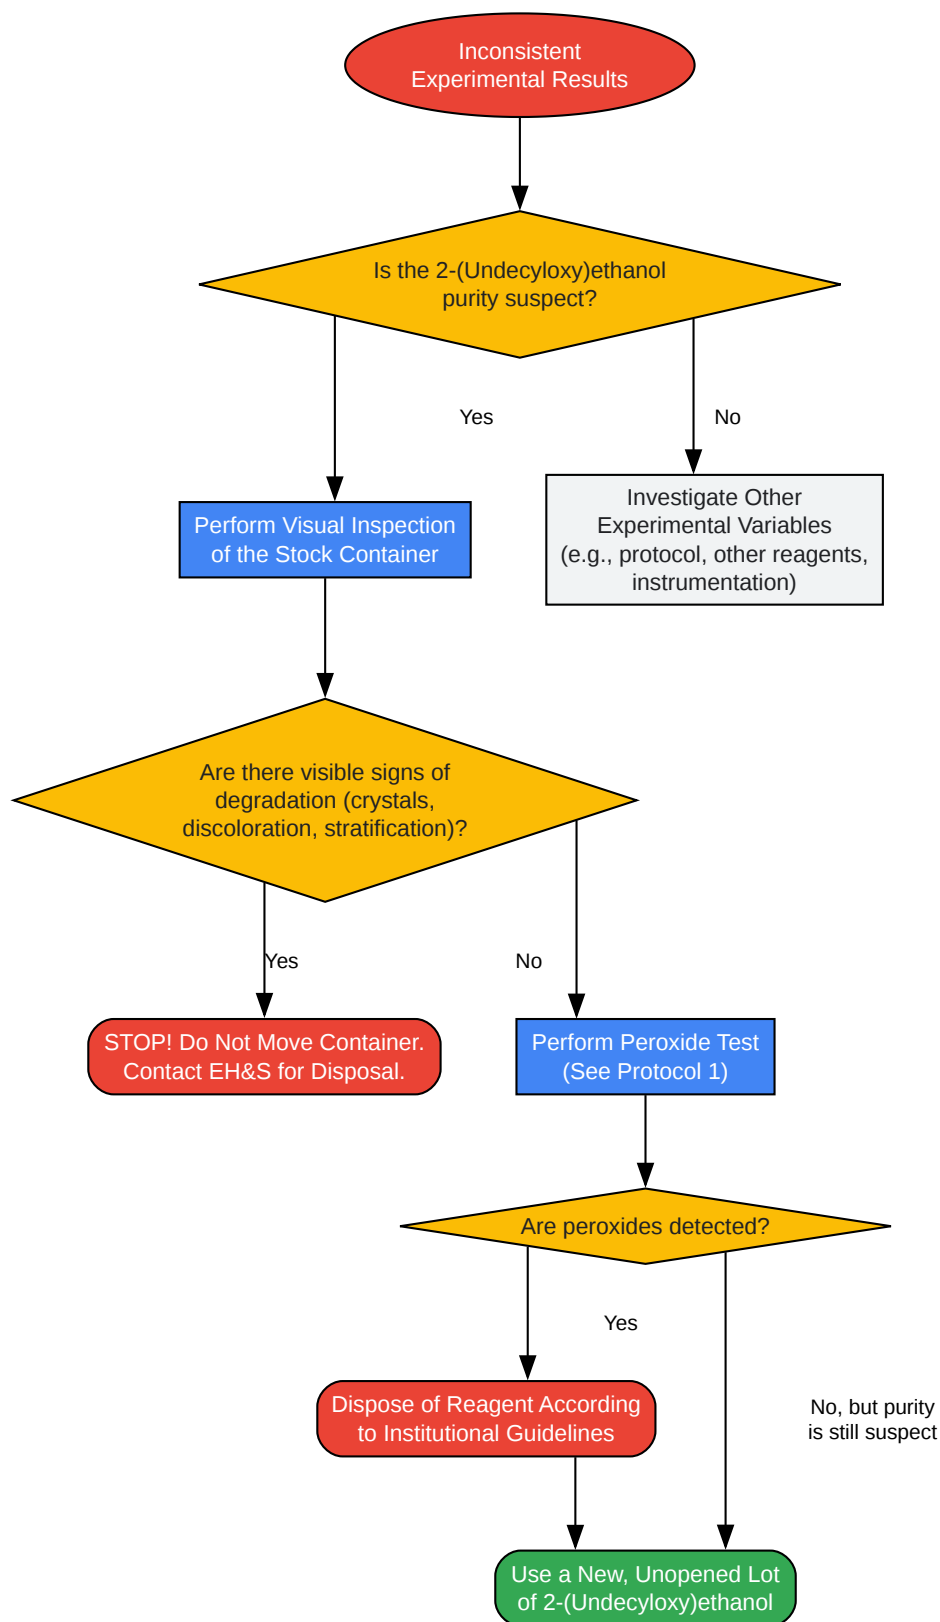 Inconsistent
Experimental Results
Is the 2-(Undecyloxy)ethanol
purity suspect?
Yes
No
Perform Visual Inspection
of the Stock Container
Investigate Other
Experimental Variables
(e.g., protocol, other reagents,
instrumentation)
Are there visible signs of
degradation (crystals,
discoloration, stratification)?
Yes
No
STOP! Do Not Move Container.
Contact EH&S for Disposal.
Perform Peroxide Test
(See Protocol 1)
Are peroxides detected?
Yes
Dispose of Reagent According
to Institutional Guidelines
No, but purity
is still suspect
Use a New, Unopened Lot
of 2-(Undecyloxy)ethanol